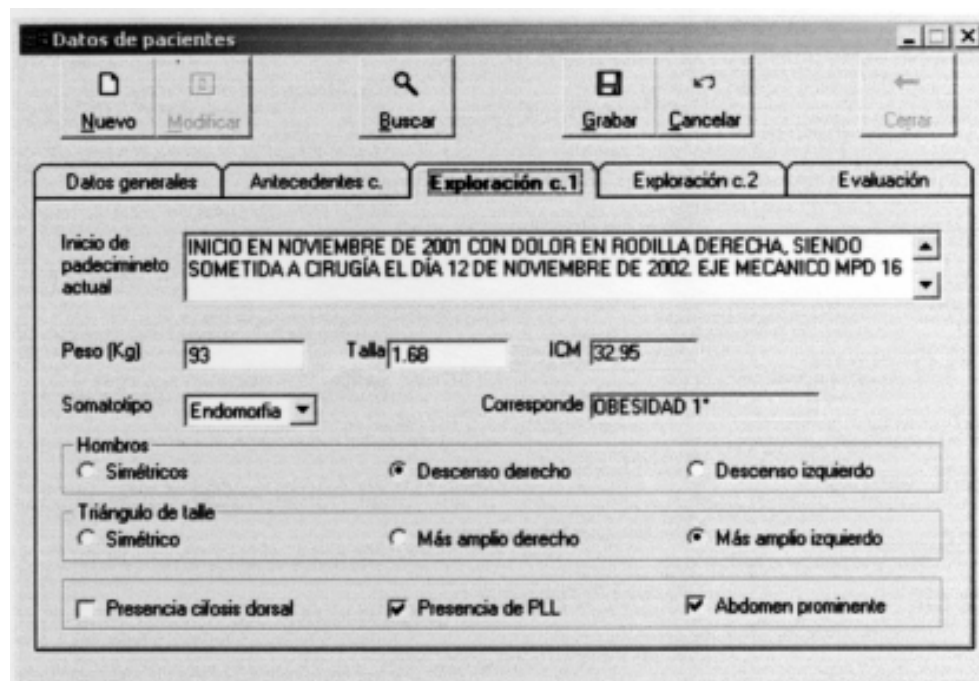 Datos de pacientes
Nuevo Modificar Buscar Grabar Cancelar Cerrar
Datos generales Antecedentes c. Exploración c.1 Exploración c.2 Evaluación
Inicio de
padecimineto
actual
INICIO EN NOVIEMBRE DE 2001 CON DOLOR EN RODILLA DERECHA, SIENDO
SOMETIDA A CIRUGÍA EL DÍA 12 DE NOVIEMBRE DE 2002. EJE MECANICO MPD 16
Peso (Kg) 93 Talla 1.68 ICM 32.95
Somatotipo Endomorfia Corresponde OBESIDAD 1°
Hombros
Simétricos Descenso derecho Descenso izquierdo
Triángulo de talle
Simétrico Más amplio derecho Más amplio izquierdo
Presencia cifosis dorsal Presencia de PLL Abdomen prominente